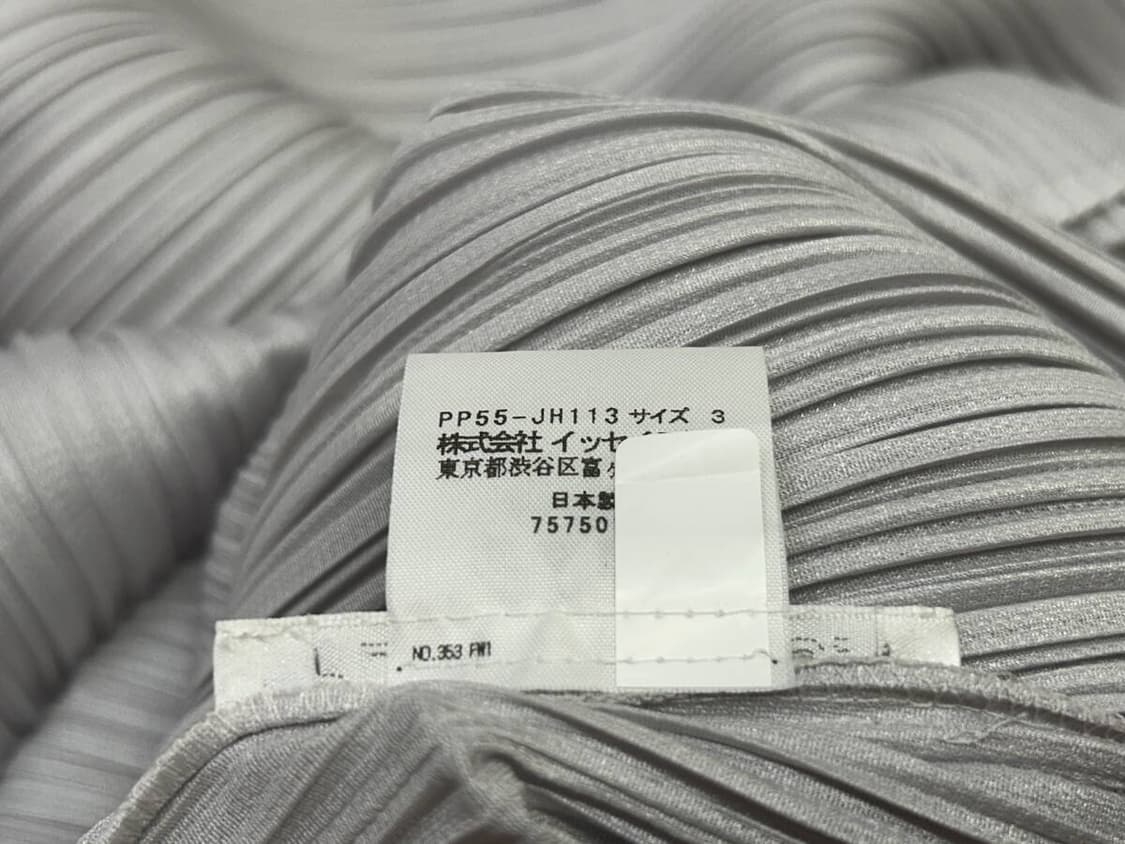 PP55-JH113 サイズ 3
株式会社 イッセイ
東京都渋谷区富ヶ
日本製
75750
NO.353 PW1